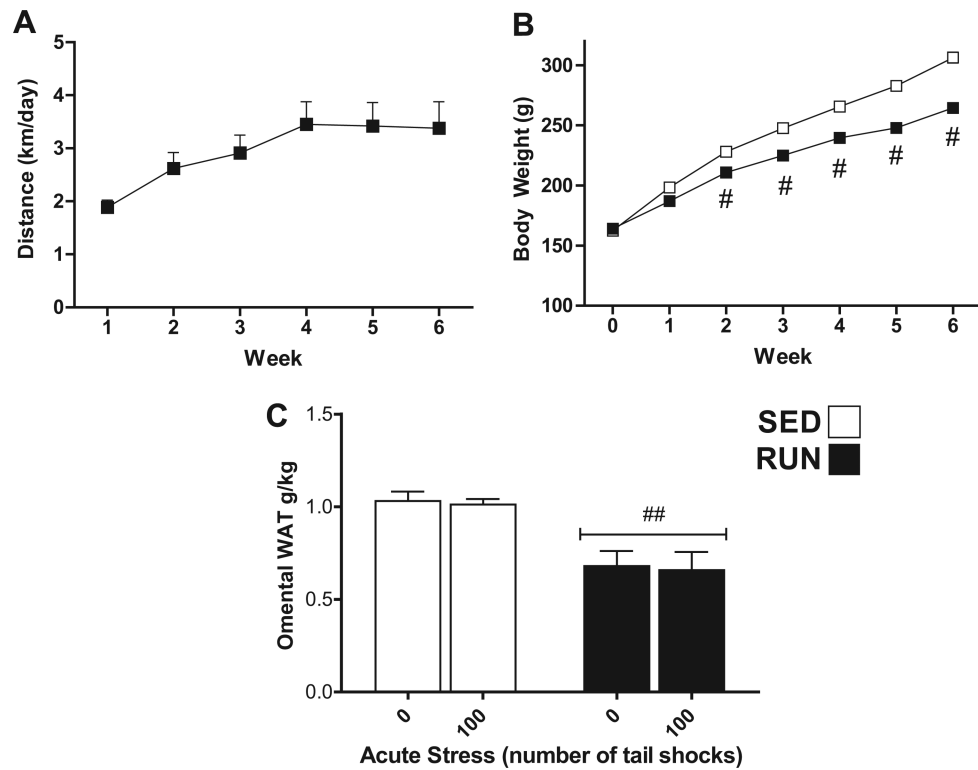 A
Distance (km/day)
5
4
3
2
1
0
1 2 3 4 5 6
Week
B
Body Weight (g)
300
250
200
150
100
# # # # #
0 1 2 3 4 5 6
Week
C
Omental WAT g/kg
1.5
1.0
0.5
0.0
##
0 100 0 100
Acute Stress (number of tail shocks)
SED
RUN